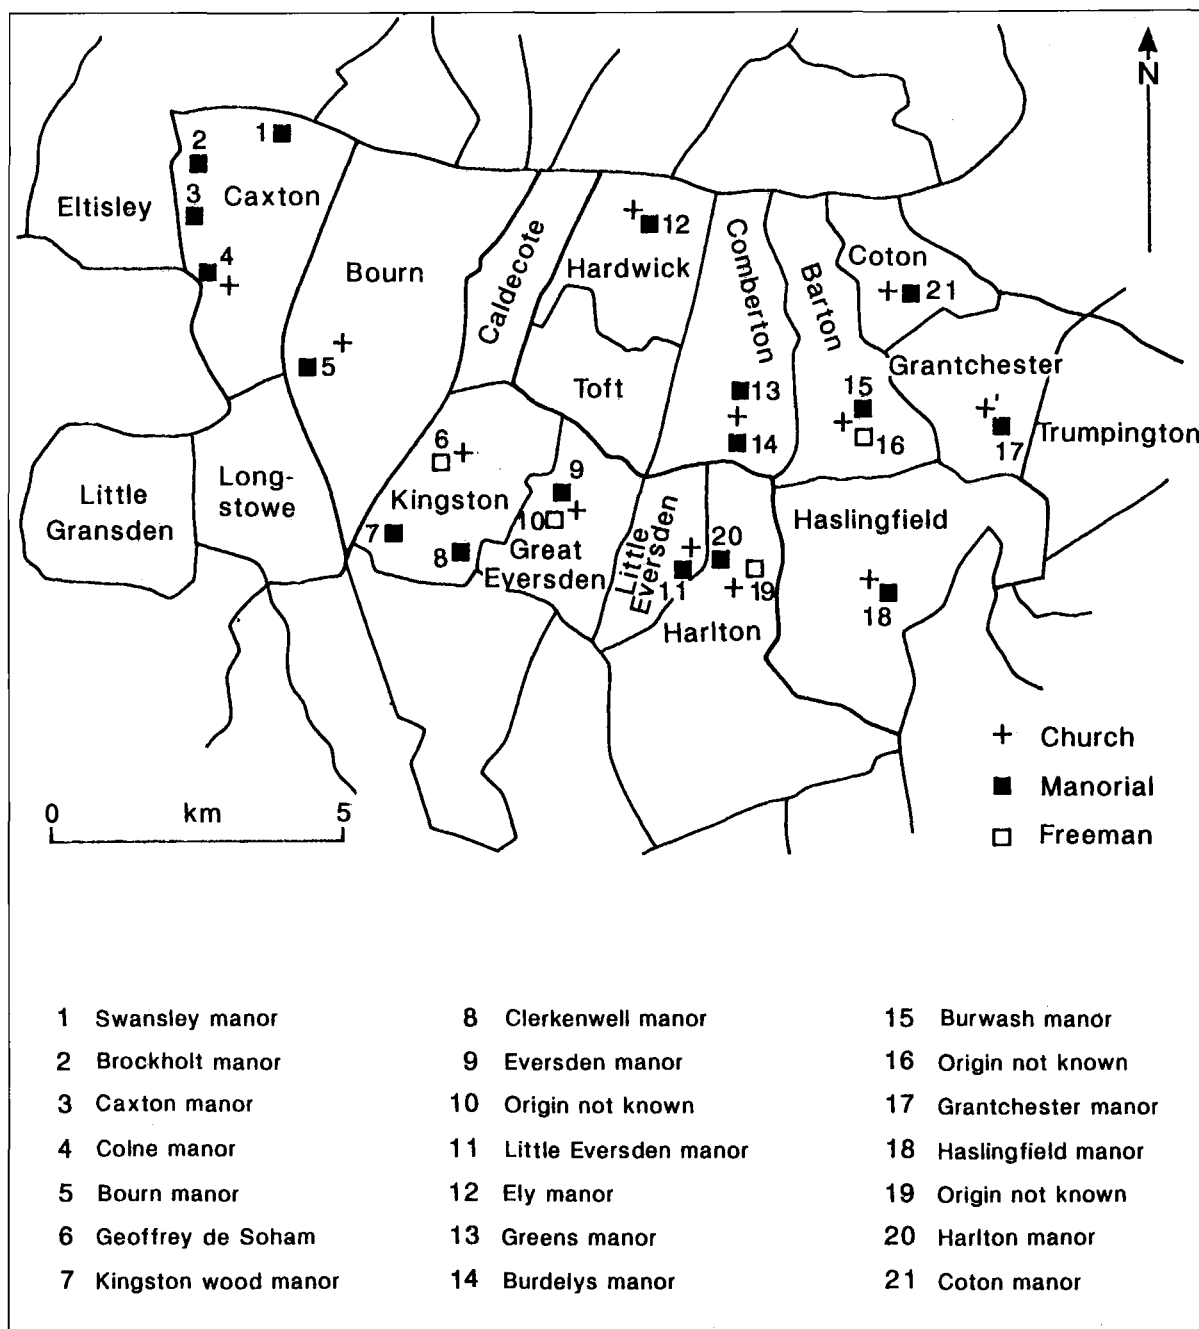 N
1
2
3
Caxton
Eltisley
4
Bourn
5
Caldecote
12
Hardwick
Comberton
Barton
Coton
21
Toft
13
14
15
16
Grantchester
17
Trumpington
6
Kingston
7
8
9
10
Great
Eversden
Little
Eversden
11
20
19
Harlton
Haslingfield
18
Long-
stowe
Little
Gransden
0 km 5
Church
Manorial
Freeman
1 Swansley manor
2 Brockholt manor
3 Caxton manor
4 Colne manor
5 Bourn manor
6 Geoffrey de Soham
7 Kingston wood manor
8 Clerkenwell manor
9 Eversden manor
10 Origin not known
11 Little Eversden manor
12 Ely manor
13 Greens manor
14 Burdelys manor
15 Burwash manor
16 Origin not known
17 Grantchester manor
18 Haslingfield manor
19 Origin not known
20 Harlton manor
21 Coton manor